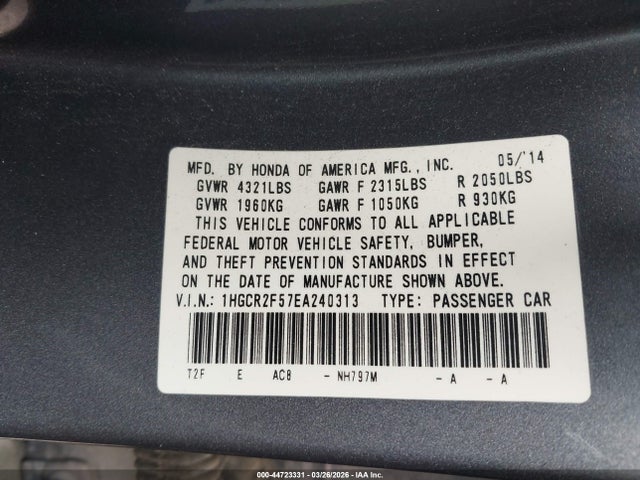 MFD. BY HONDA OF AMERICA MFG., INC. 05/'14
GVWR 4321LBS GAWR F 2315LBS R 2050LBS
GVWR 1960KG GAWR F 1050KG R 930KG
THIS VEHICLE CONFORMS TO ALL APPLICABLE
FEDERAL MOTOR VEHICLE SAFETY, BUMPER,
AND THEFT PREVENTION STANDARDS IN EFFECT
ON THE DATE OF MANUFACTURE SHOWN ABOVE.
V.I.N.: 1HGCR2F57EA240313 TYPE: PASSENGER CAR
T2F E AC8 - NH797M - A - A
000-44723331 - 03/26/2026 - IAA Inc.